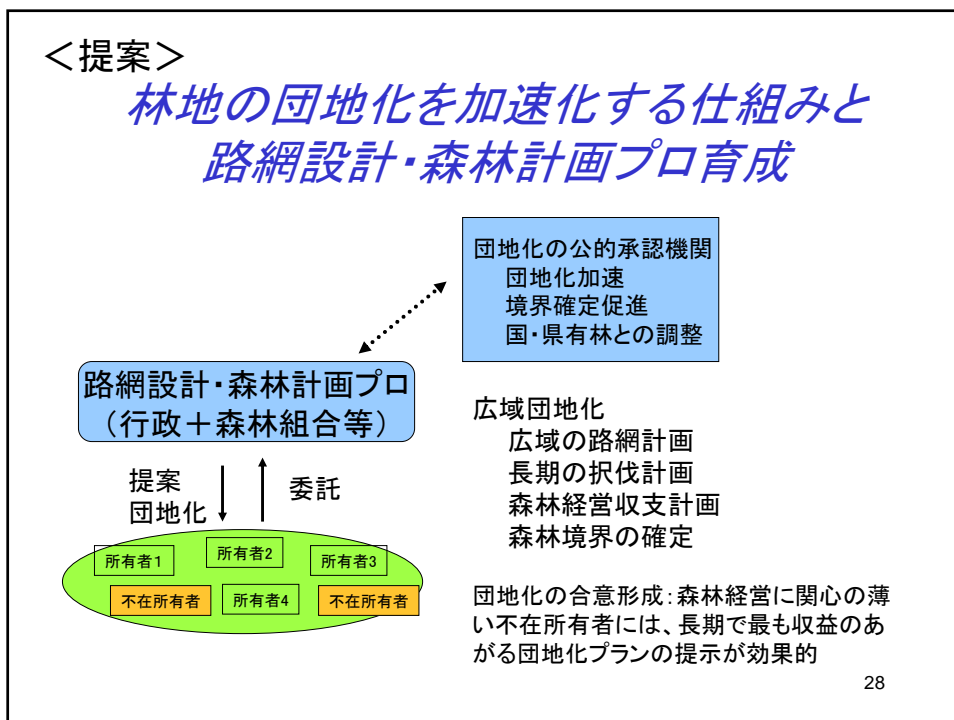 ＜提案＞
林地の団地化を加速化する仕組みと
路網設計・森林計画プロ育成
団地化の公的承認機関
団地化加速
境界確定促進
国・県有林との調整
路網設計・森林計画プロ
（行政＋森林組合等）
提案
団地化
委託
所有者1
所有者2
所有者3
不在所有者
所有者4
不在所有者
広域団地化
広域の路網計画
長期の択伐計画
森林経営収支計画
森林境界の確定
団地化の合意形成：森林経営に関心の薄
い不在所有者には、長期で最も収益のあ
がる団地化プランの提示が効果的
28